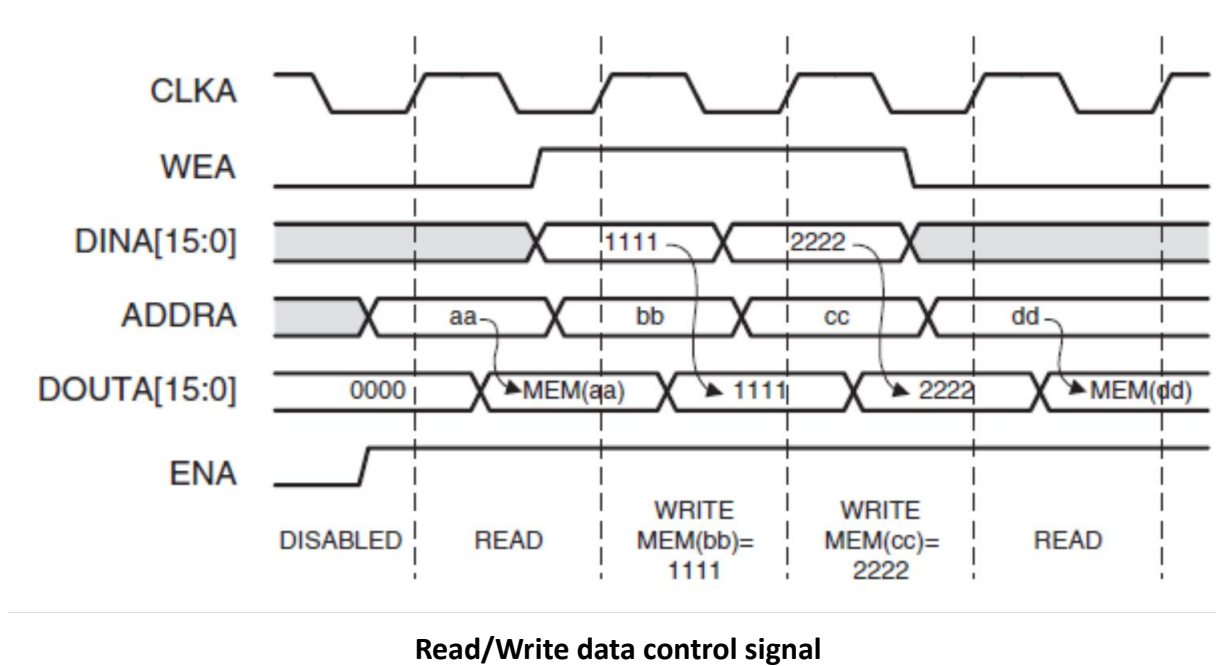 CLKA
WEA
DINA[15:0] 1111 2222
ADDRA aa bb cc dd
DOUTA[15:0] 0000 MEM(aa) 1111 2222 MEM(dd)
ENA
DISABLED READ WRITE MEM(bb)= 1111 WRITE MEM(cc)= 2222 READ
Read/Write data control signal